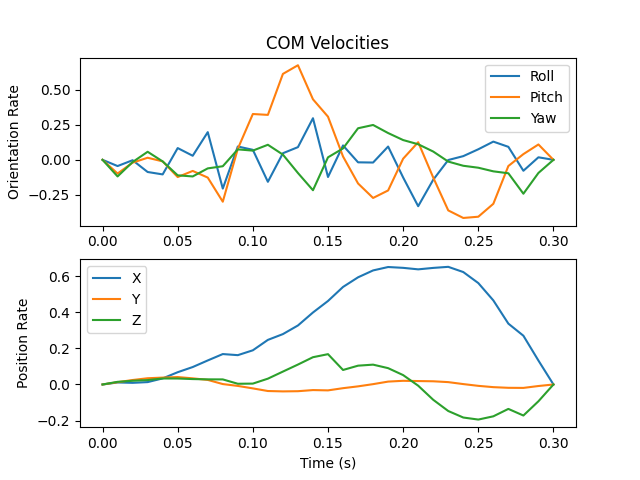 COM Velocities
Orientation Rate
0.50
0.25
0.00
−0.25
Roll
Pitch
Yaw
0.00 0.05 0.10 0.15 0.20 0.25 0.30
Position Rate
0.6
0.4
0.2
0.0
−0.2
X
Y
Z
0.00 0.05 0.10 0.15 0.20 0.25 0.30
Time (s)